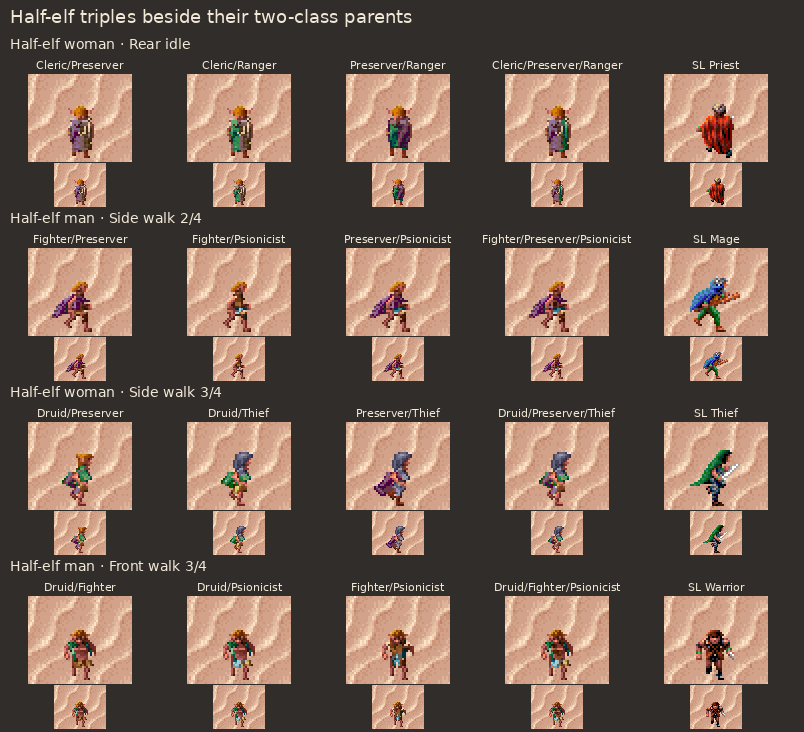 Half-elf triples beside their two-class parents
Half-elf woman · Rear idle
Cleric/Preserver Cleric/Ranger Preserver/Ranger Cleric/Preserver/Ranger SL Priest
Half-elf man · Side walk 2/4
Fighter/Preserver Fighter/Psionicist Preserver/Psionicist Fighter/Preserver/Psionicist SL Mage
Half-elf woman · Side walk 3/4
Druid/Preserver Druid/Thief Preserver/Thief Druid/Preserver/Thief SL Thief
Half-elf man · Front walk 3/4
Druid/Fighter Druid/Psionicist Fighter/Psionicist Druid/Fighter/Psionicist SL Warrior